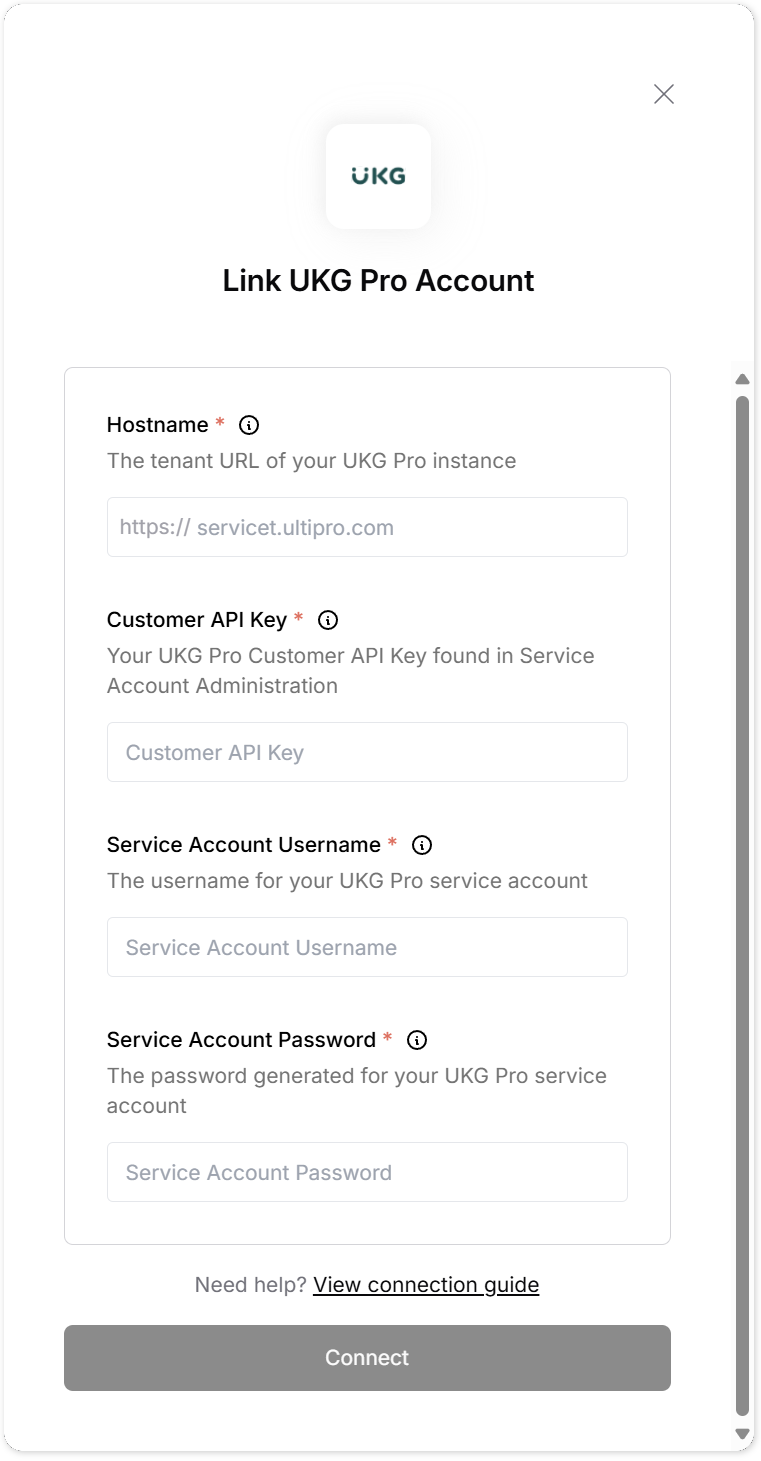 UKG
Link UKG Pro Account
Hostname *
The tenant URL of your UKG Pro instance
https:// servicet.ultipro.com
Customer API Key *
Your UKG Pro Customer API Key found in Service
Account Administration
Customer API Key
Service Account Username *
The username for your UKG Pro service account
Service Account Username
Service Account Password *
The password generated for your UKG Pro service
account
Service Account Password
Need help? View connection guide
Connect